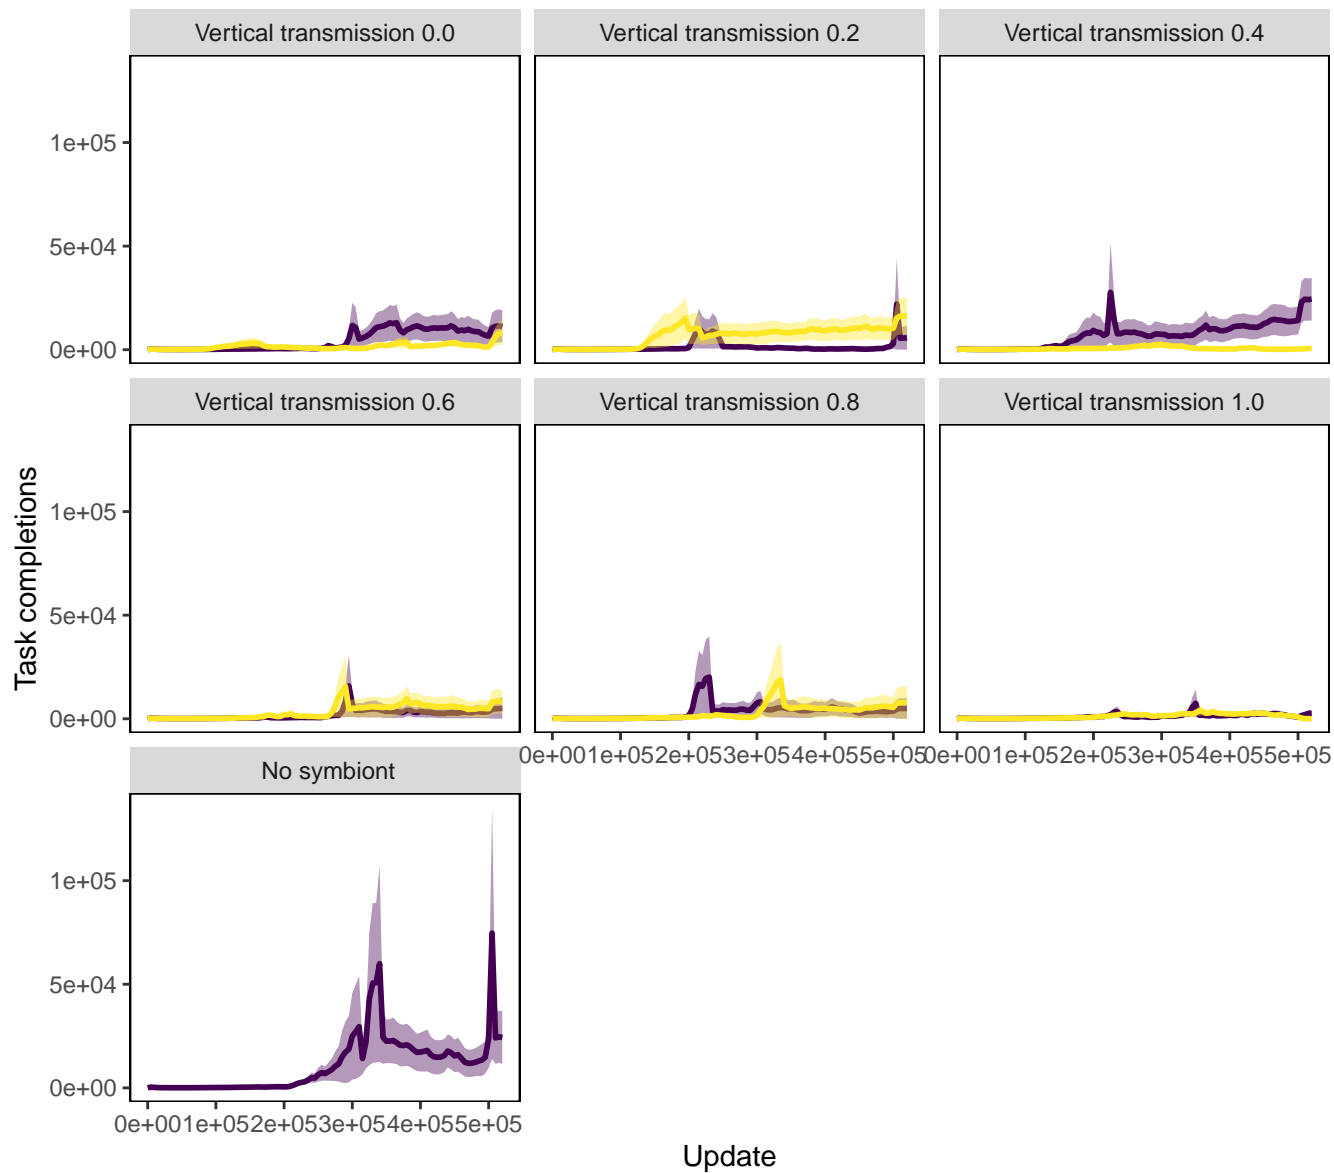 Vertical transmission 0.0
Vertical transmission 0.2
Vertical transmission 0.4
1e+05
5e+04
0e+00
Vertical transmission 0.6
Vertical transmission 0.8
Vertical transmission 1.0
Task completions
1e+05
5e+04
0e+00
0e+001e+052e+053e+054e+055e+05
0e+001e+052e+053e+054e+055e+05
No symbiont
1e+05
5e+04
0e+00
0e+001e+052e+053e+054e+055e+05
Update